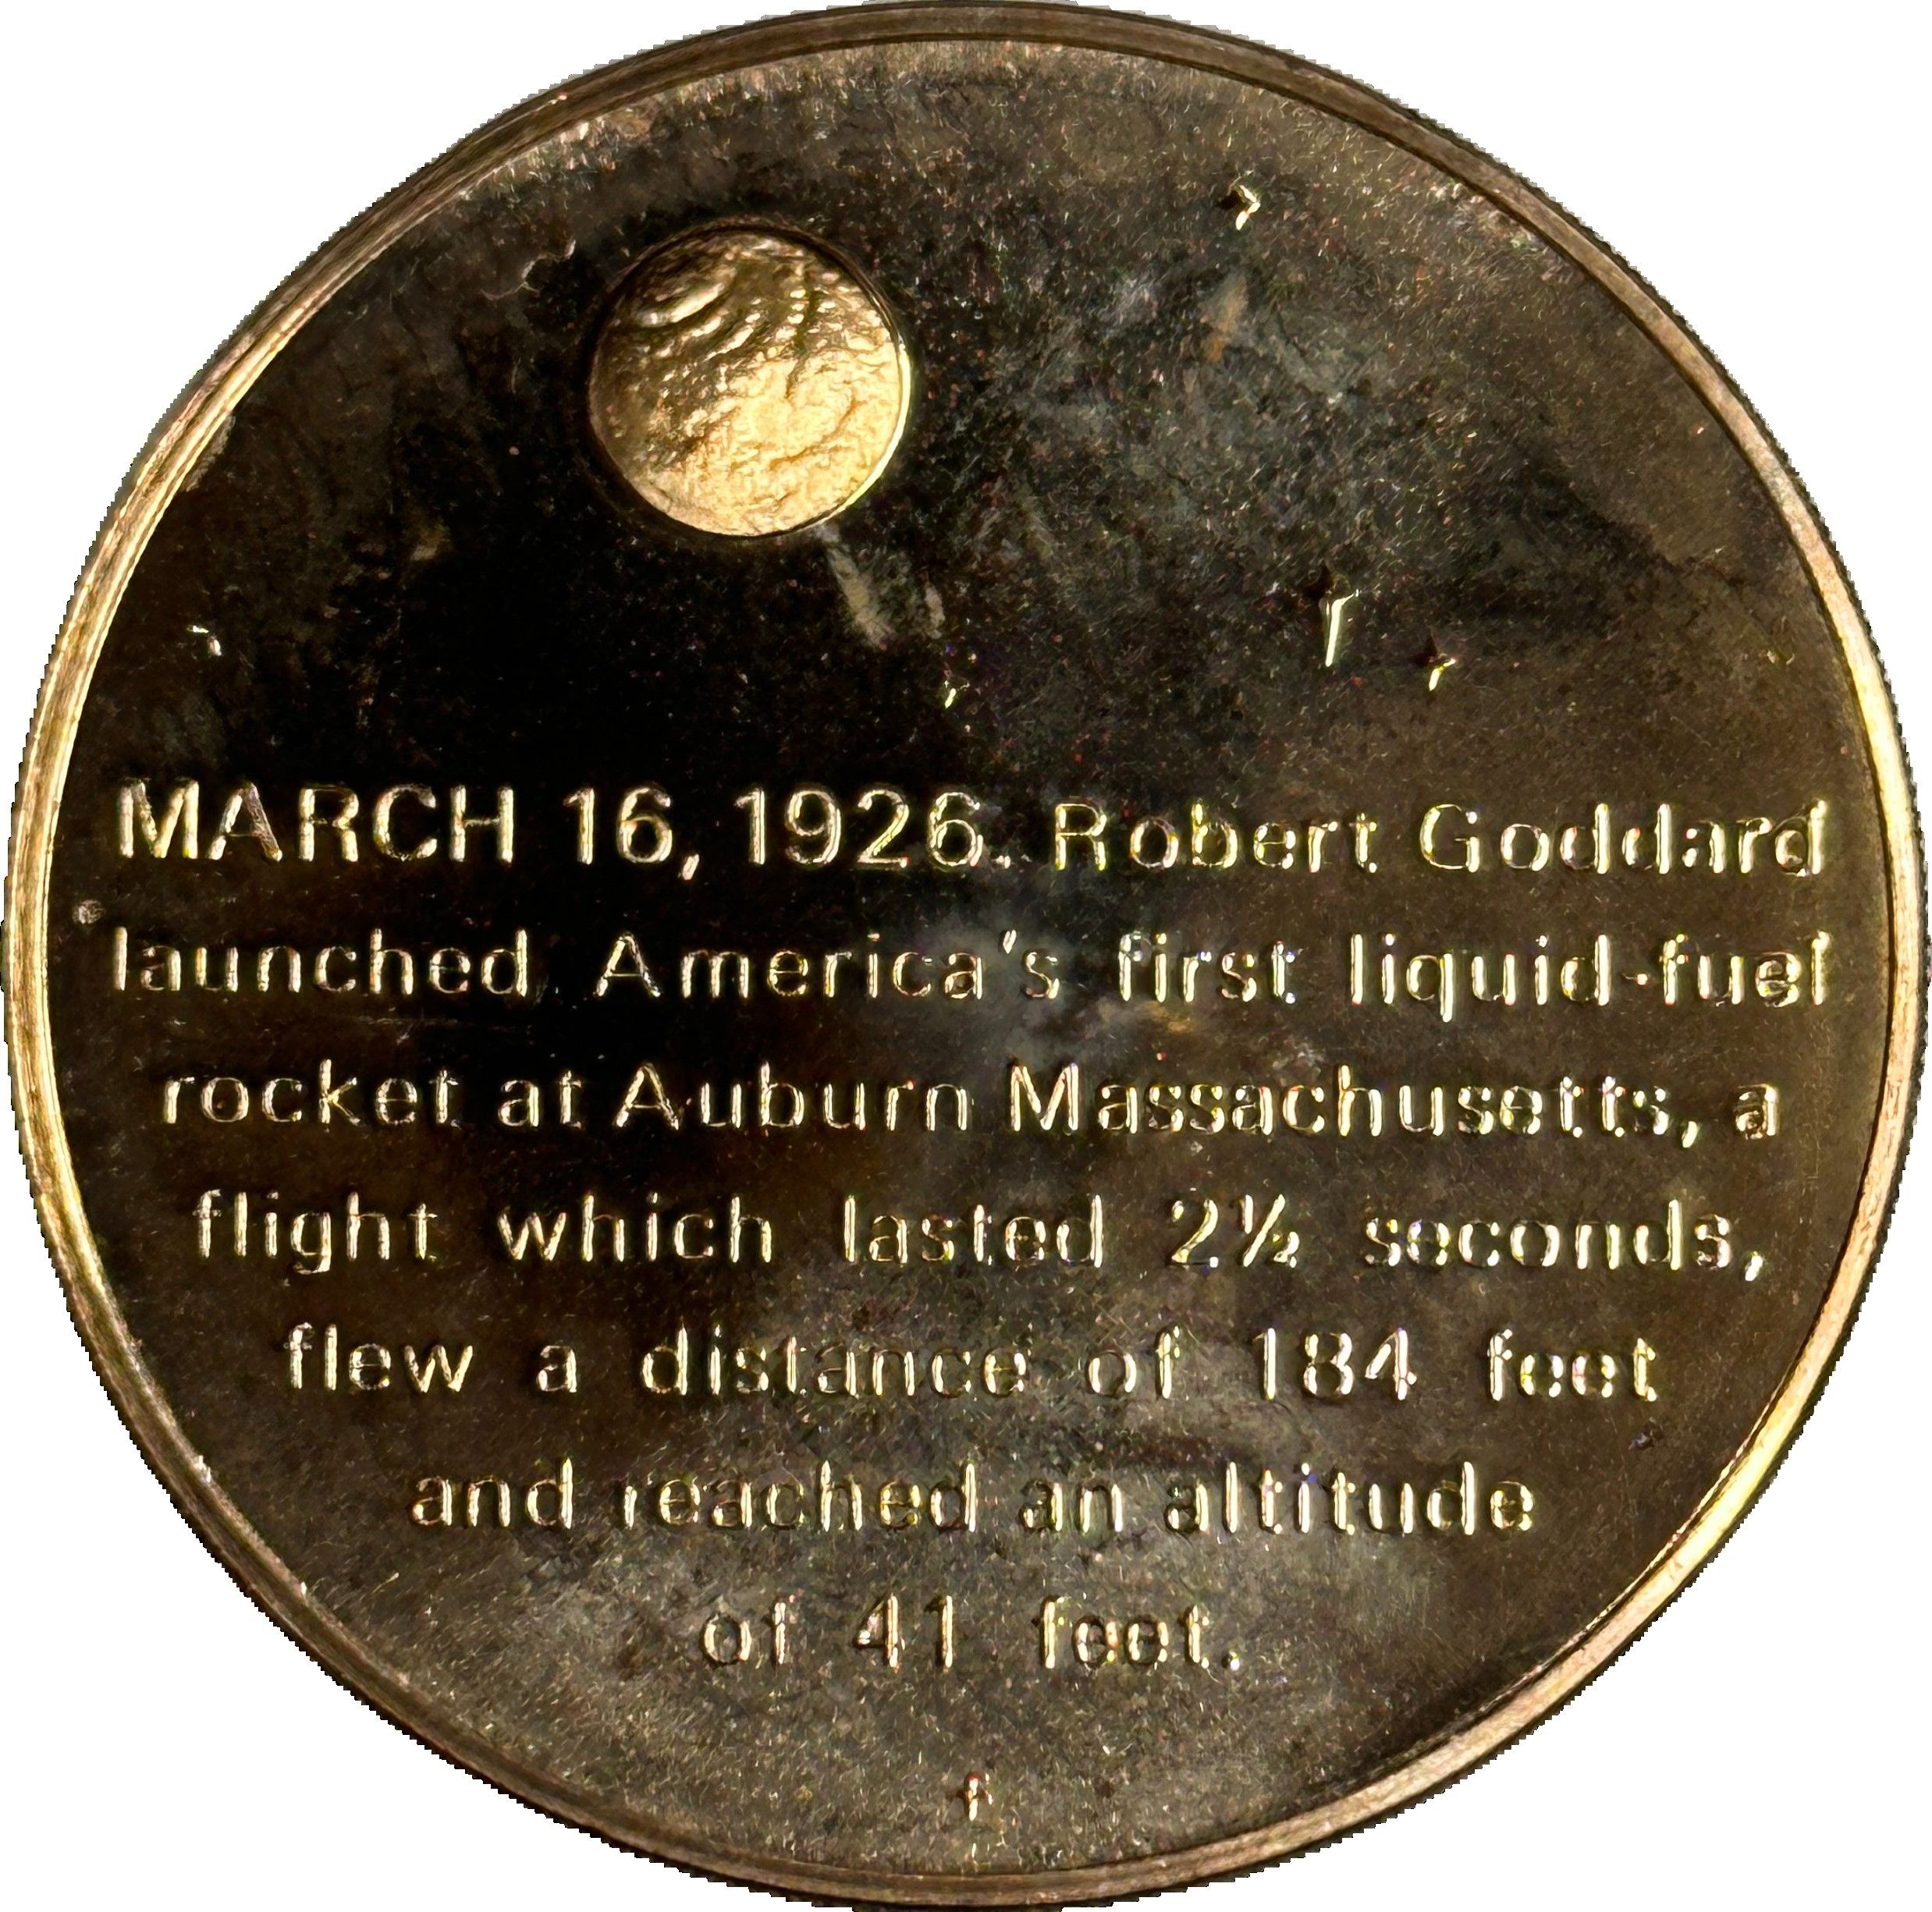 MARCH 16, 1926. Robert Goddard
launched America's first liquid-fuel
rocket at Auburn Massachusetts, a
flight which lasted 2½ seconds,
flew a distance of 184 feet
and reached an altitude
of 41 feet.